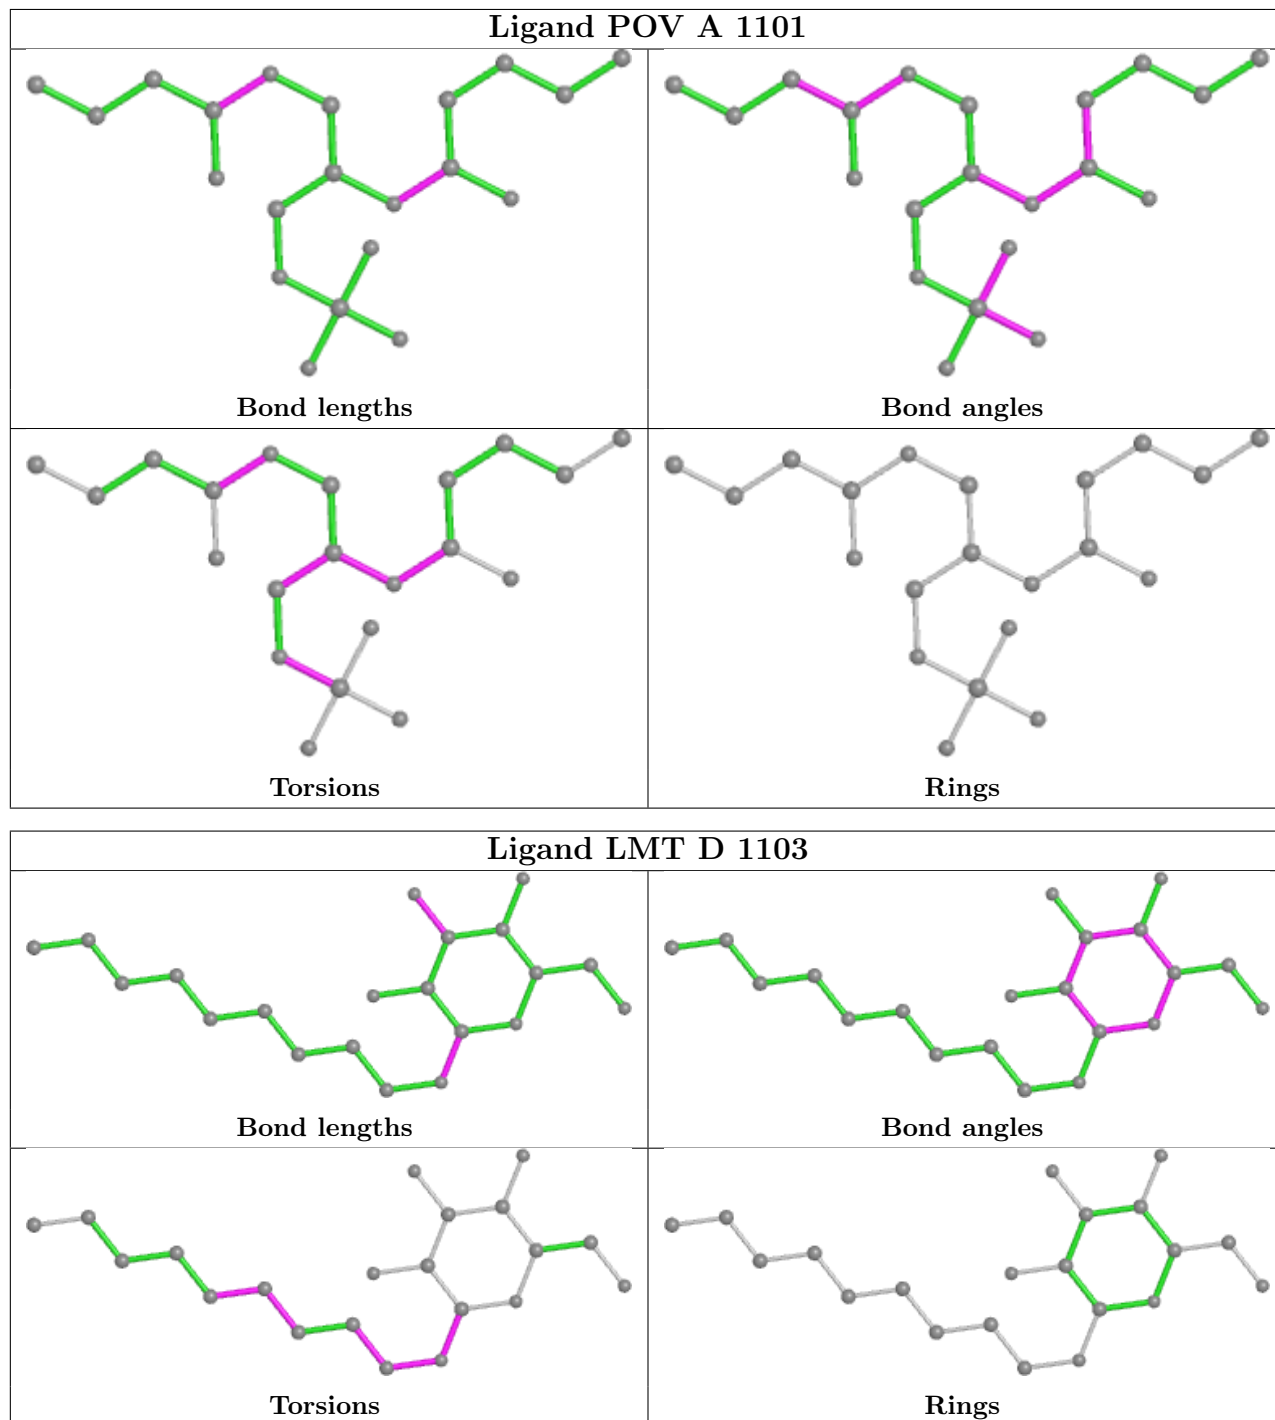 Ligand POV A 1101
Bond lengths
Bond angles
Torsions
Rings
Ligand LMT D 1103
Bond lengths
Bond angles
Torsions
Rings